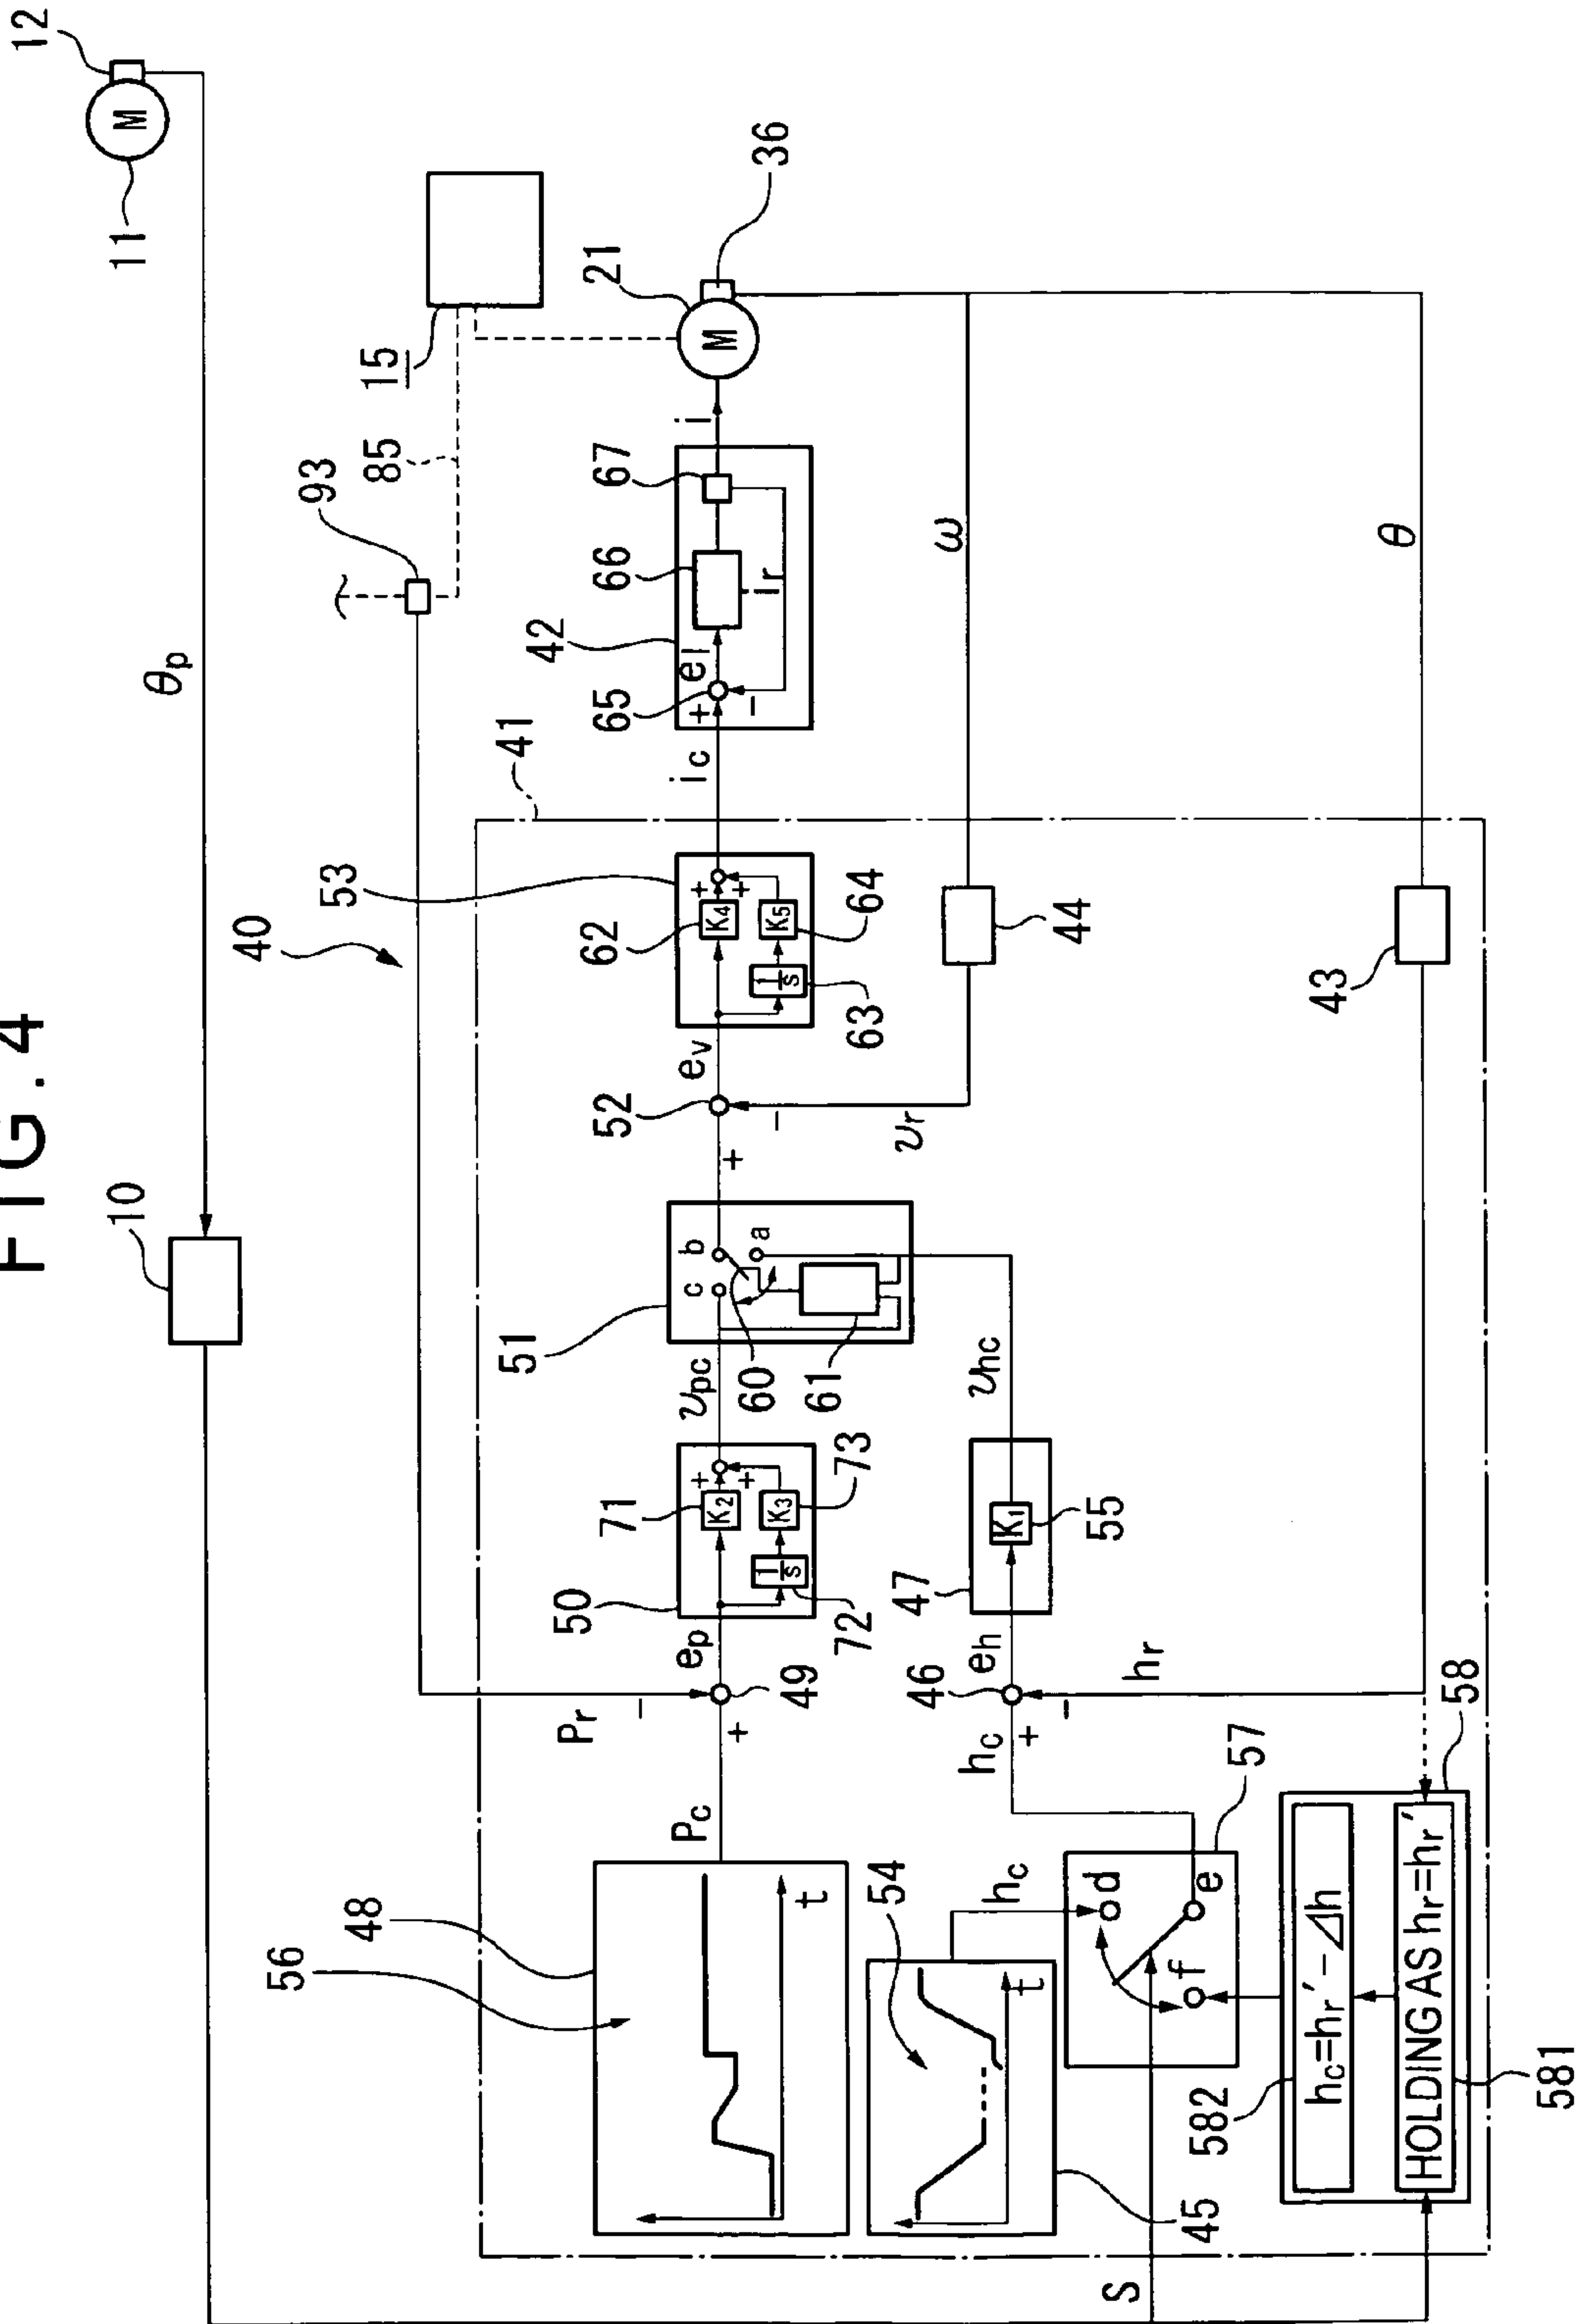 FIG. 4
12
M
11
θp
10
15
85
93
40
41
21
M
36
i
67
66
ir
42
eI
65
+
−
ic
53
62
K4
+
+
K5
64
1/s
63
ev
52
+
−
vr
44
ω
θ
43
51
b
a
c
60
61
vpc
vhc
50
71
K2
+
+
K3
73
1/s
72
ep
49
Pr
−
+
Pc
47
K1
55
eh
46
hr
hc
+
−
48
56
t
54
t
45
hc
57
d
e
f
58
hc=hr′−Δh
582
HOLDING AS hr=hr′
581
S